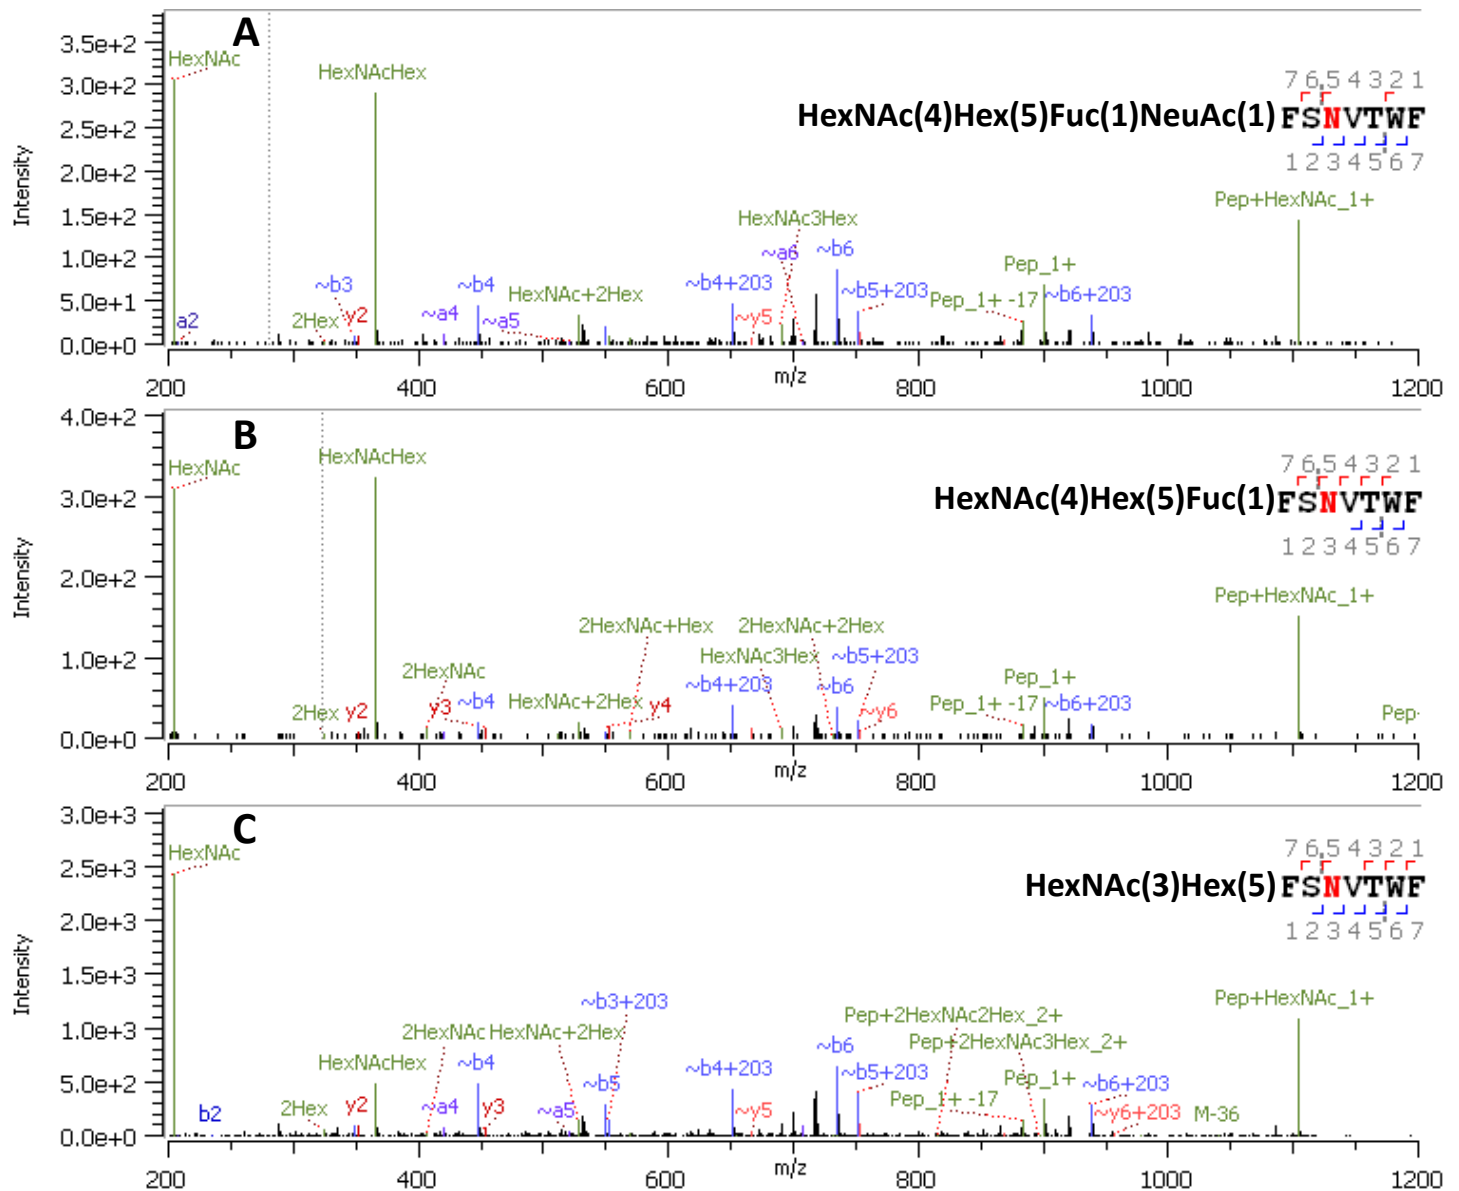 A
Intensity
3.5e+2
3.0e+2
2.5e+2
2.0e+2
1.5e+2
1.0e+2
5.0e+1
0.0e+0
HexNAc
HexNAcHex
HexNAc(4)Hex(5)Fuc(1)NeuAc(1)
7 6 5 4 3 2 1
FSNVTWF
1 2 3 4 5 6 7
Pep+HexNAc_1+
HexNAc3Hex
~a6
~b6
Pep_1+
~b3
~b4
~b4+203
~b5+203
Pep_1+ -17
~b6+203
HexNAc+2Hex
a2
2Hex
y2
~a4
~a5
~y5
200 400 600 800 1000 1200
m/z
B
Intensity
4.0e+2
3.0e+2
2.0e+2
1.0e+2
0.0e+0
HexNAc
HexNAcHex
HexNAc(4)Hex(5)Fuc(1)
7 6 5 4 3 2 1
FSNVTWF
1 2 3 4 5 6 7
Pep+HexNAc_1+
2HexNAc+Hex
2HexNAc+2Hex
HexNAc3Hex
~b5+203
2HexNAc
~b4
~b4+203
~b6
Pep_1+
2Hex
y2
y3
HexNAc+2Hex
y4
~y6
Pep_1+ -17
~b6+203
Pep-
200 400 600 800 1000 1200
m/z
C
Intensity
3.0e+3
2.5e+3
2.0e+3
1.5e+3
1.0e+3
5.0e+2
0.0e+0
HexNAc
HexNAc(3)Hex(5)
7 6 5 4 3 2 1
FSNVTWF
1 2 3 4 5 6 7
~b3+203
Pep+HexNAc_1+
Pep+2HexNAc2Hex_2+
2HexNAc
HexNAc+2Hex
Pep+2HexNAc3Hex_2+
HexNAcHex
~b4
~b4+203
~b6
~b5+203
Pep_1+
~b5
~b6+203
b2
2Hex
y2
~a4
y3
~a5
~y5
Pep_1+ -17
~y6+203
M-36
200 400 600 800 1000 1200
m/z